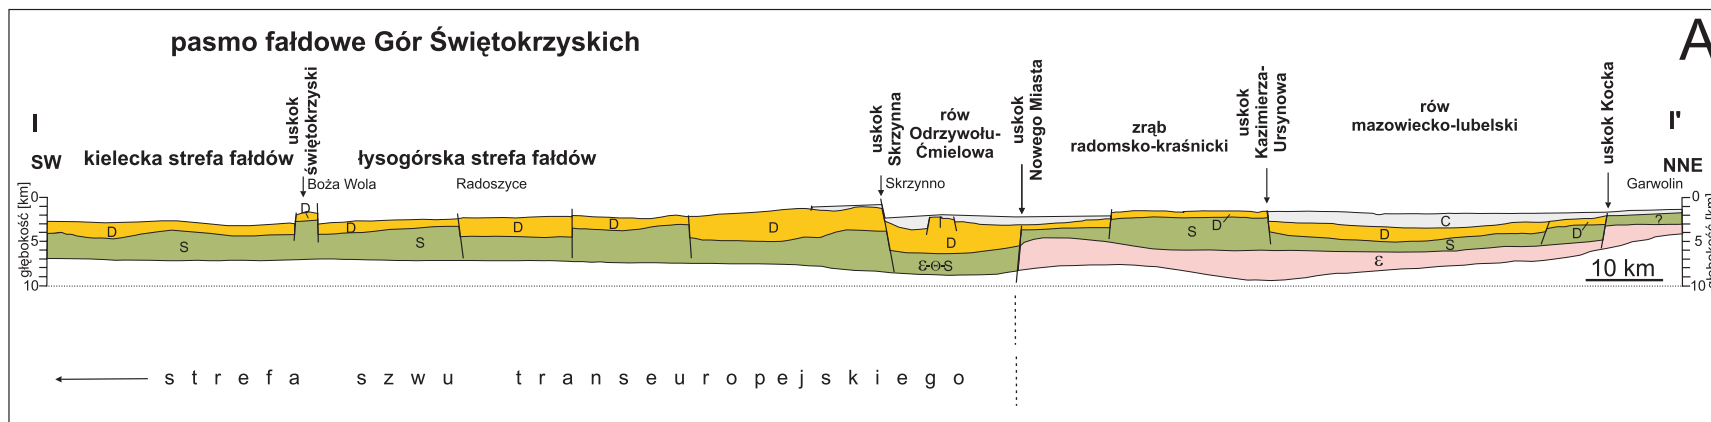 pasmo fałdowe Gór Świętokrzyskich
A
I
SW
kielecka strefa fałdów
uskok
świętokrzyski
łysogórska strefa fałdów
uskok
Skrzynna
rów
Odrzywołu-
Ćmielowa
uskok
Nowego Miasta
zrąb
radomsko-kraśnicki
uskok
Kazimierza-
Ursynowa
rów
mazowiecko-lubelski
uskok Kocka
I'
NNE
Boża Wola
Radoszyce
Skrzynno
Garwolin
głębokość [km]
0
5
10
D
S
D
D
S
D
D
D
D
Ꞓ-Θ-S
S
D
C
D
S
Ꞓ
D
?
0
5
10
głębokość [km]
10 km
strefa szwu transeuropejskiego